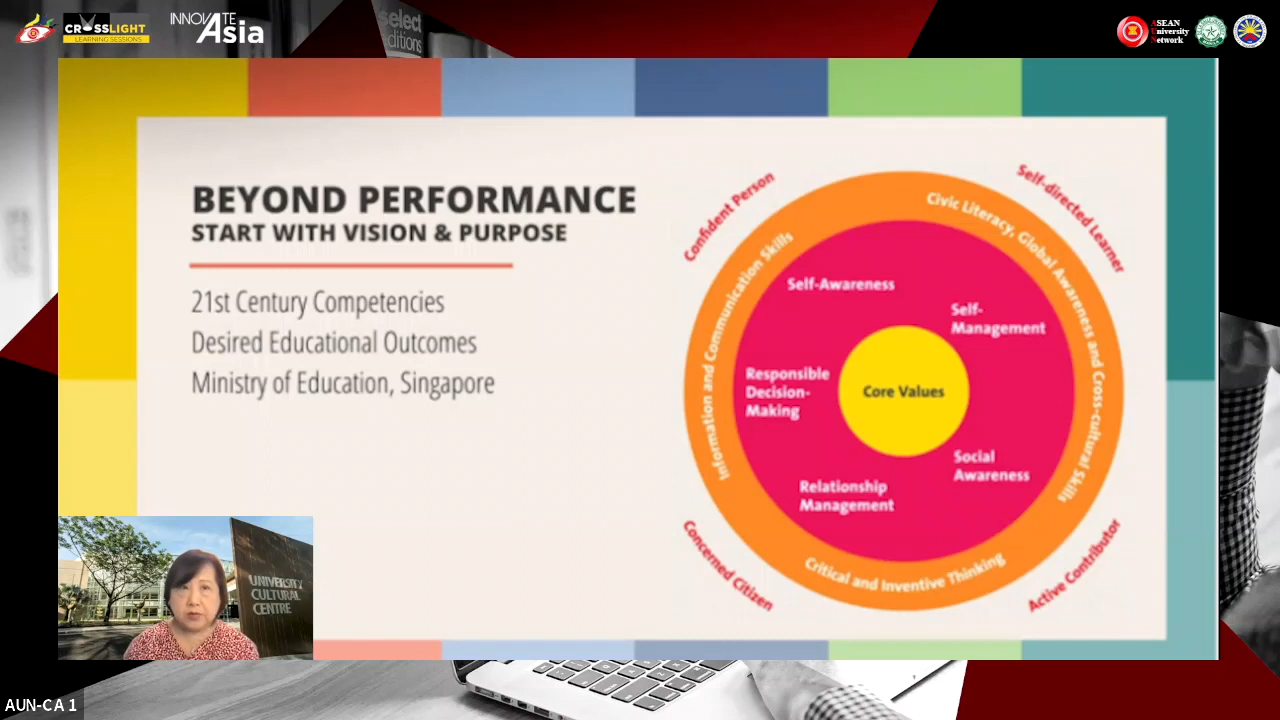 CROSSLIGHT
LEARNING SESSIONS
INNOVATE
Asia
select
editions
ASEAN
University
Network
BEYOND PERFORMANCE
START WITH VISION & PURPOSE
21st Century Competencies
Desired Educational Outcomes
Ministry of Education, Singapore
Confident Person
Self-directed Learner
Information and Communication Skills
Civic Literacy, Global Awareness and Cross-cultural Skills
Self-Awareness
Self-
Management
Responsible
Decision-
Making
Core Values
Social
Awareness
Relationship
Management
Critical and Inventive Thinking
Concerned Citizen
Active Contributor
UNIVERSITY
CULTURAL
CENTRE
AUN-CA 1